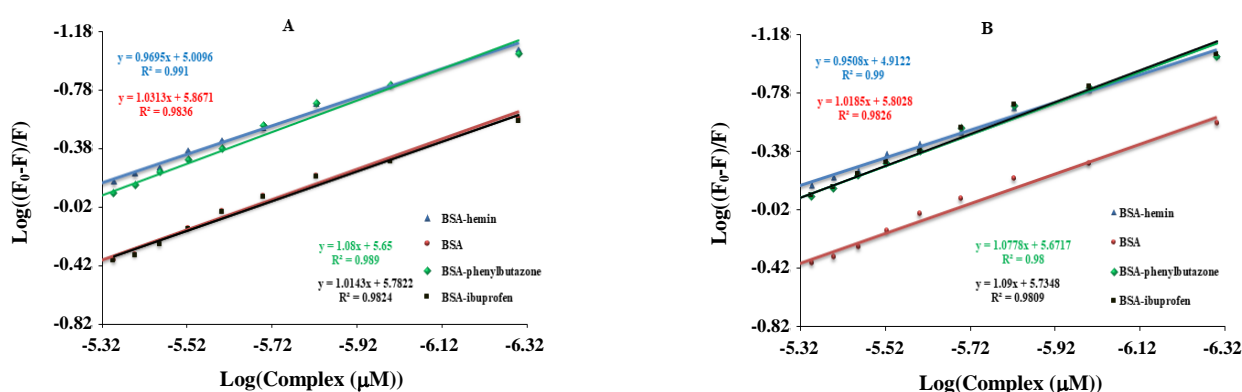 A
-1.18
-0.78
-0.38
-0.02
-0.42
-0.82
Log((F₀-F)/F)
y = 0.9695x + 5.0096
R² = 0.991
y = 1.0313x + 5.8671
R² = 0.9836
y = 1.08x + 5.65
R² = 0.989
y = 1.0143x + 5.7822
R² = 0.9824
BSA-hemin
BSA
BSA-phenylbutazone
BSA-ibuprofen
-5.32 -5.52 -5.72 -5.92 -6.12 -6.32
Log(Complex (µM))
B
-1.18
-0.78
-0.38
-0.02
-0.42
-0.82
Log((F₀-F)/F)
y = 0.9508x + 4.9122
R² = 0.99
y = 1.0185x + 5.8028
R² = 0.9826
y = 1.0778x + 5.6717
R² = 0.98
y = 1.09x + 5.7348
R² = 0.9809
BSA-hemin
BSA
BSA-phenylbutazone
BSA-ibuprofen
-5.32 -5.52 -5.72 -5.92 -6.12 -6.32
Log(Complex (µM))